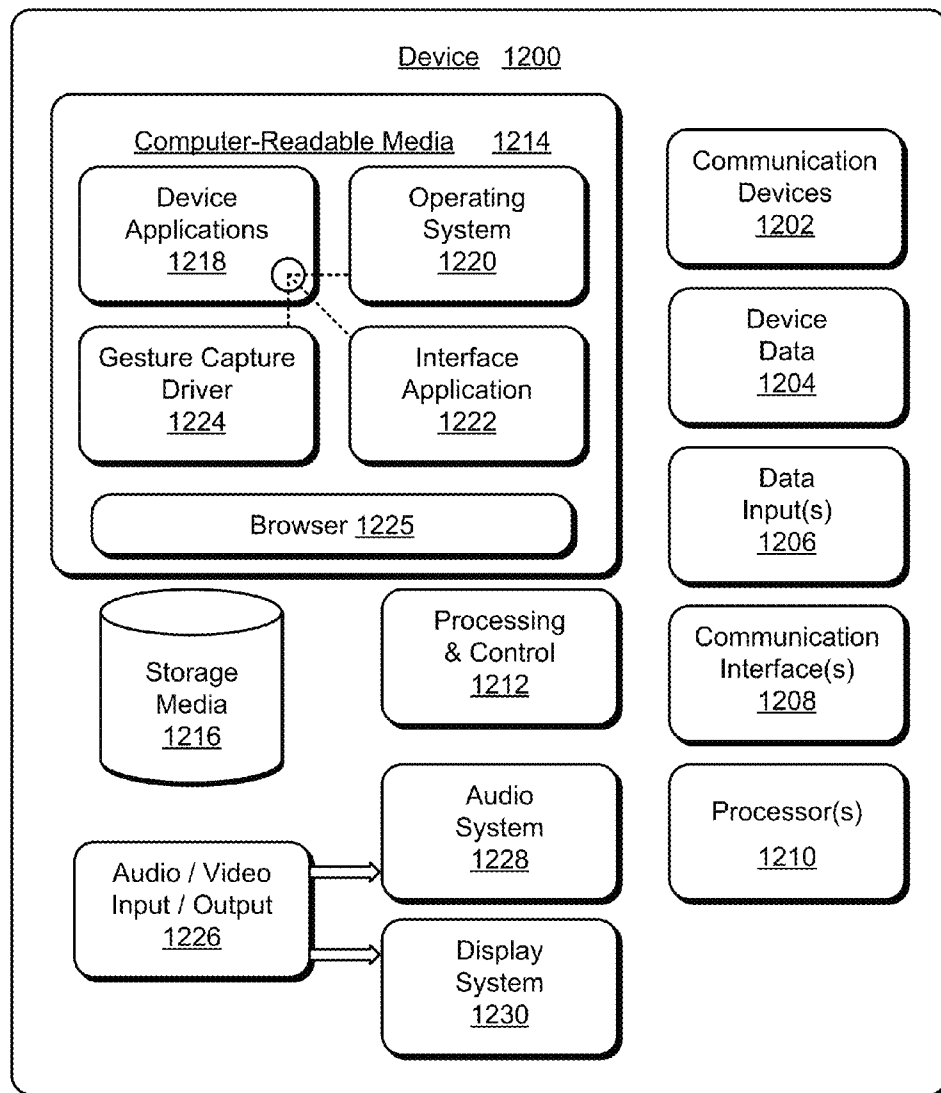 Device 1200
Computer-Readable Media 1214
Device
Applications
1218
Operating
System
1220
Gesture Capture
Driver
1224
Interface
Application
1222
Browser 1225
Storage
Media
1216
Processing
& Control
1212
Audio / Video
Input / Output
1226
Audio
System
1228
Display
System
1230
Communication
Devices
1202
Device
Data
1204
Data
Input(s)
1206
Communication
Interface(s)
1208
Processor(s)
1210